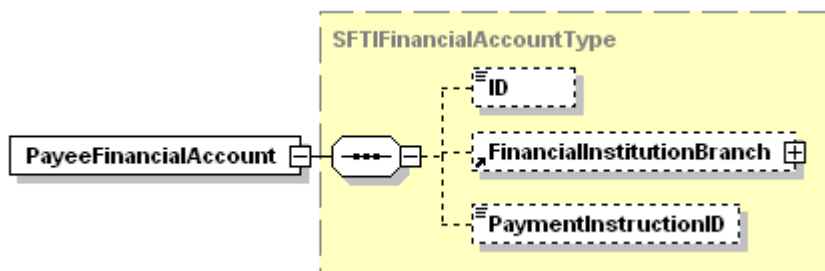 SFTIFinancialAccountType
ID
PayeeFinancialAccount
FinancialInstitutionBranch
PaymentInstructionID